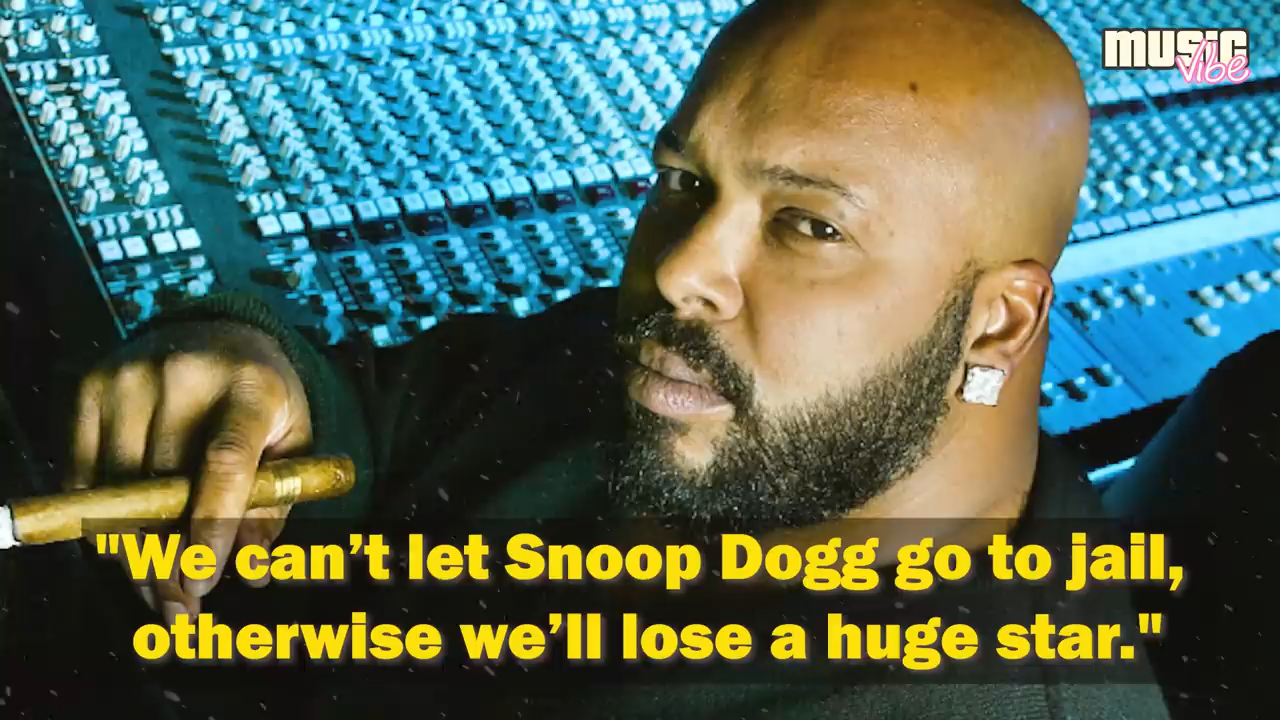 MUSIC
vibe
"We can’t let Snoop Dogg go to jail,
otherwise we’ll lose a huge star."